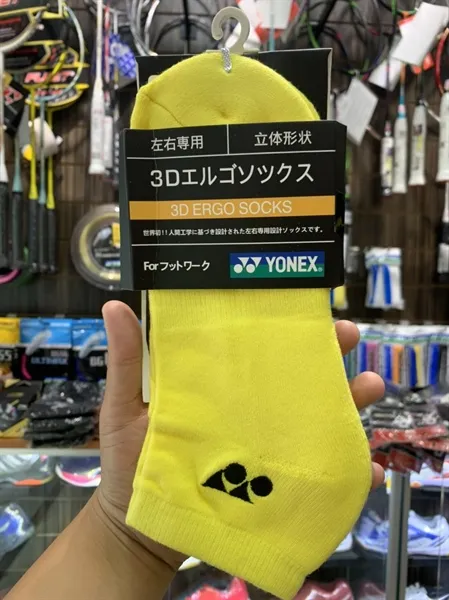 左右専用
立体形状
3Dエルゴソックス
3D ERGO SOCKS
世界初!!人間工学に基づき設計された左右専用設計ソックスです。
Forフットワーク
YONEX